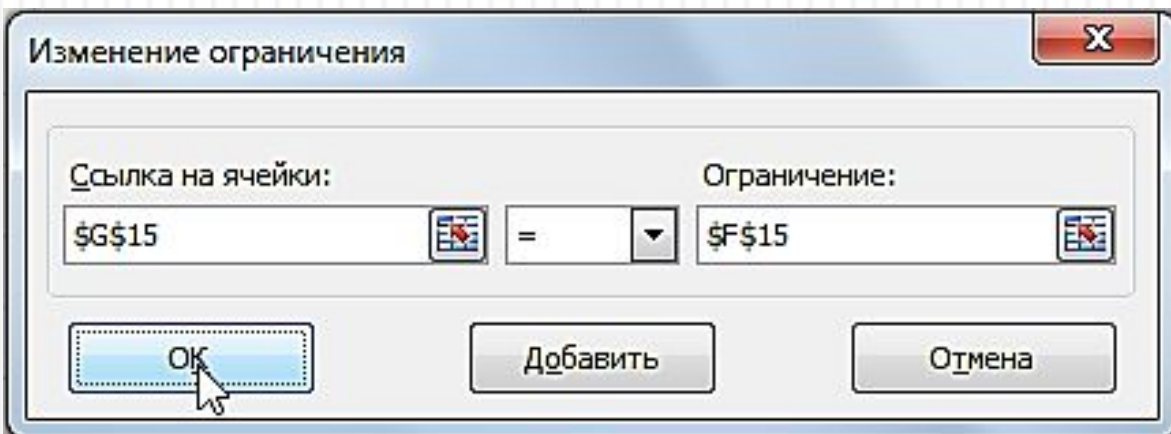 Изменение ограничения
Ссылка на ячейки: Ограничение:
$G$15 = $F$15
ОК Добавить Отмена